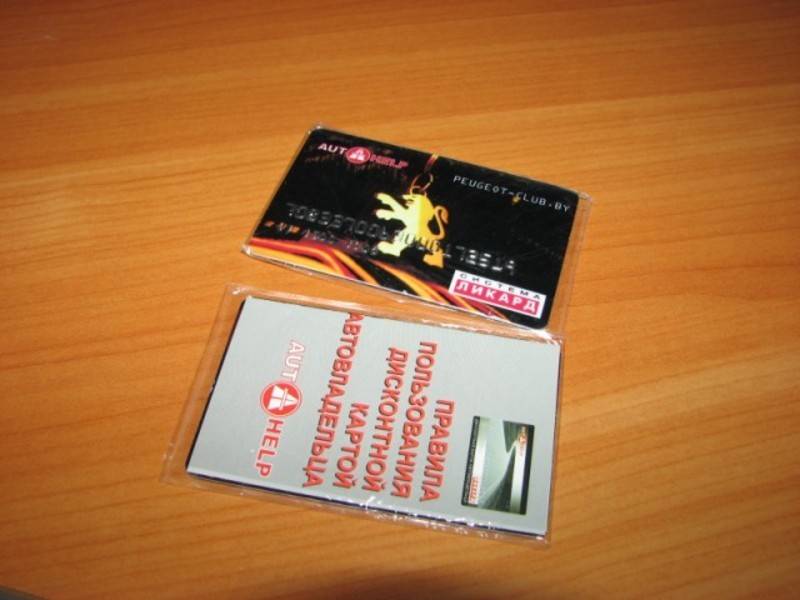 AUTOHELP
PEUGEOT-CLUB.BY
СИСТЕМА
ЛИКАРД
ПРАВИЛА
ПОЛЬЗОВАНИЯ
ДИСКОНТНОЙ
КАРТОЙ
АВТОВЛАДЕЛЬЦА
AUTOHELP